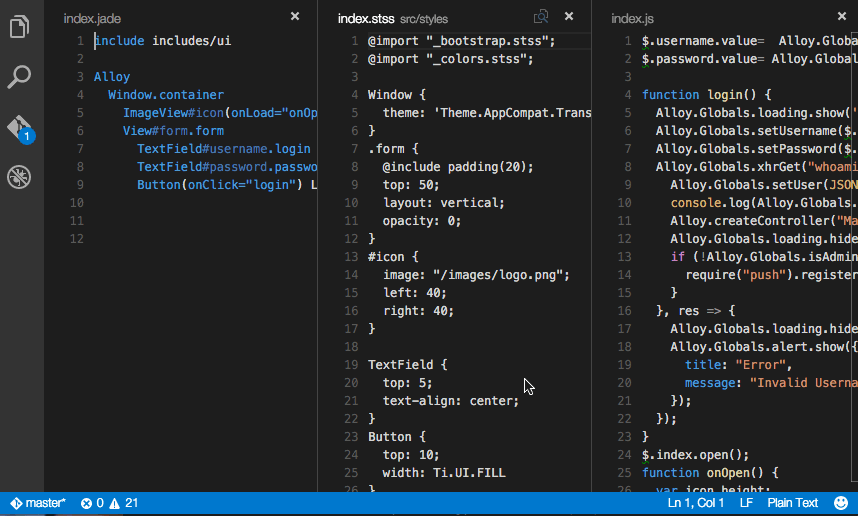 index.jade
1 include includes/ui
2
3 Alloy
4 Window.container
5 ImageView#icon(onLoad="onOp
6 View#form.form
7 TextField#username.login
8 TextField#password.passwo
9 Button(onClick="login") L
10
11
12
index.stss src/styles
1 @import "_bootstrap.stss";
2 @import "_colors.stss";
3
4 Window {
5 theme: 'Theme.AppCompat.Trans
6 }
7 .form {
8 @include padding(20);
9 top: 50;
10 layout: vertical;
11 opacity: 0;
12 }
13 #icon {
14 image: "/images/logo.png";
15 left: 40;
16 right: 40;
17 }
18
19 TextField {
20 top: 5;
21 text-align: center;
22 }
23 Button {
24 top: 10;
25 width: Ti.UI.FILL
26 }
index.js
1 $.username.value= Alloy.Globa
2 $.password.value= Alloy.Global
3
4 function login() {
5 Alloy.Globals.loading.show('
6 Alloy.Globals.setUsername($.
7 Alloy.Globals.setPassword($.
8 Alloy.Globals.xhrGet("whoami
9 Alloy.Globals.setUser(JSON
10 console.log(Alloy.Globals.
11 Alloy.createController("Ma
12 Alloy.Globals.loading.hide
13 if (!Alloy.Globals.isAdmin
14 require("push").register
15 }
16 }, res => {
17 Alloy.Globals.loading.hide
18 Alloy.Globals.alert.show({
19 title: "Error",
20 message: "Invalid Userna
21 });
22 });
23 }
24 $.index.open();
25 function onOpen() {
26 var icon height;
1
master* 0 21
Ln 1, Col 1 LF Plain Text